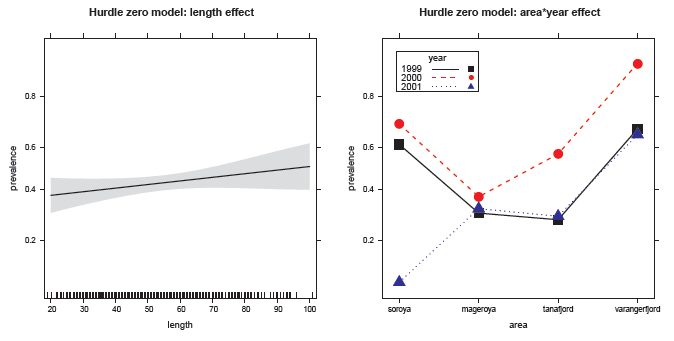 Hurdle zero model: length effect
prevalence
0.8
0.6
0.4
0.2
20 30 40 50 60 70 80 90 100
length
Hurdle zero model: area*year effect
year
1999
2000
2001
prevalence
0.8
0.6
0.4
0.2
soroya mageroya tanafjord varangerfjord
area